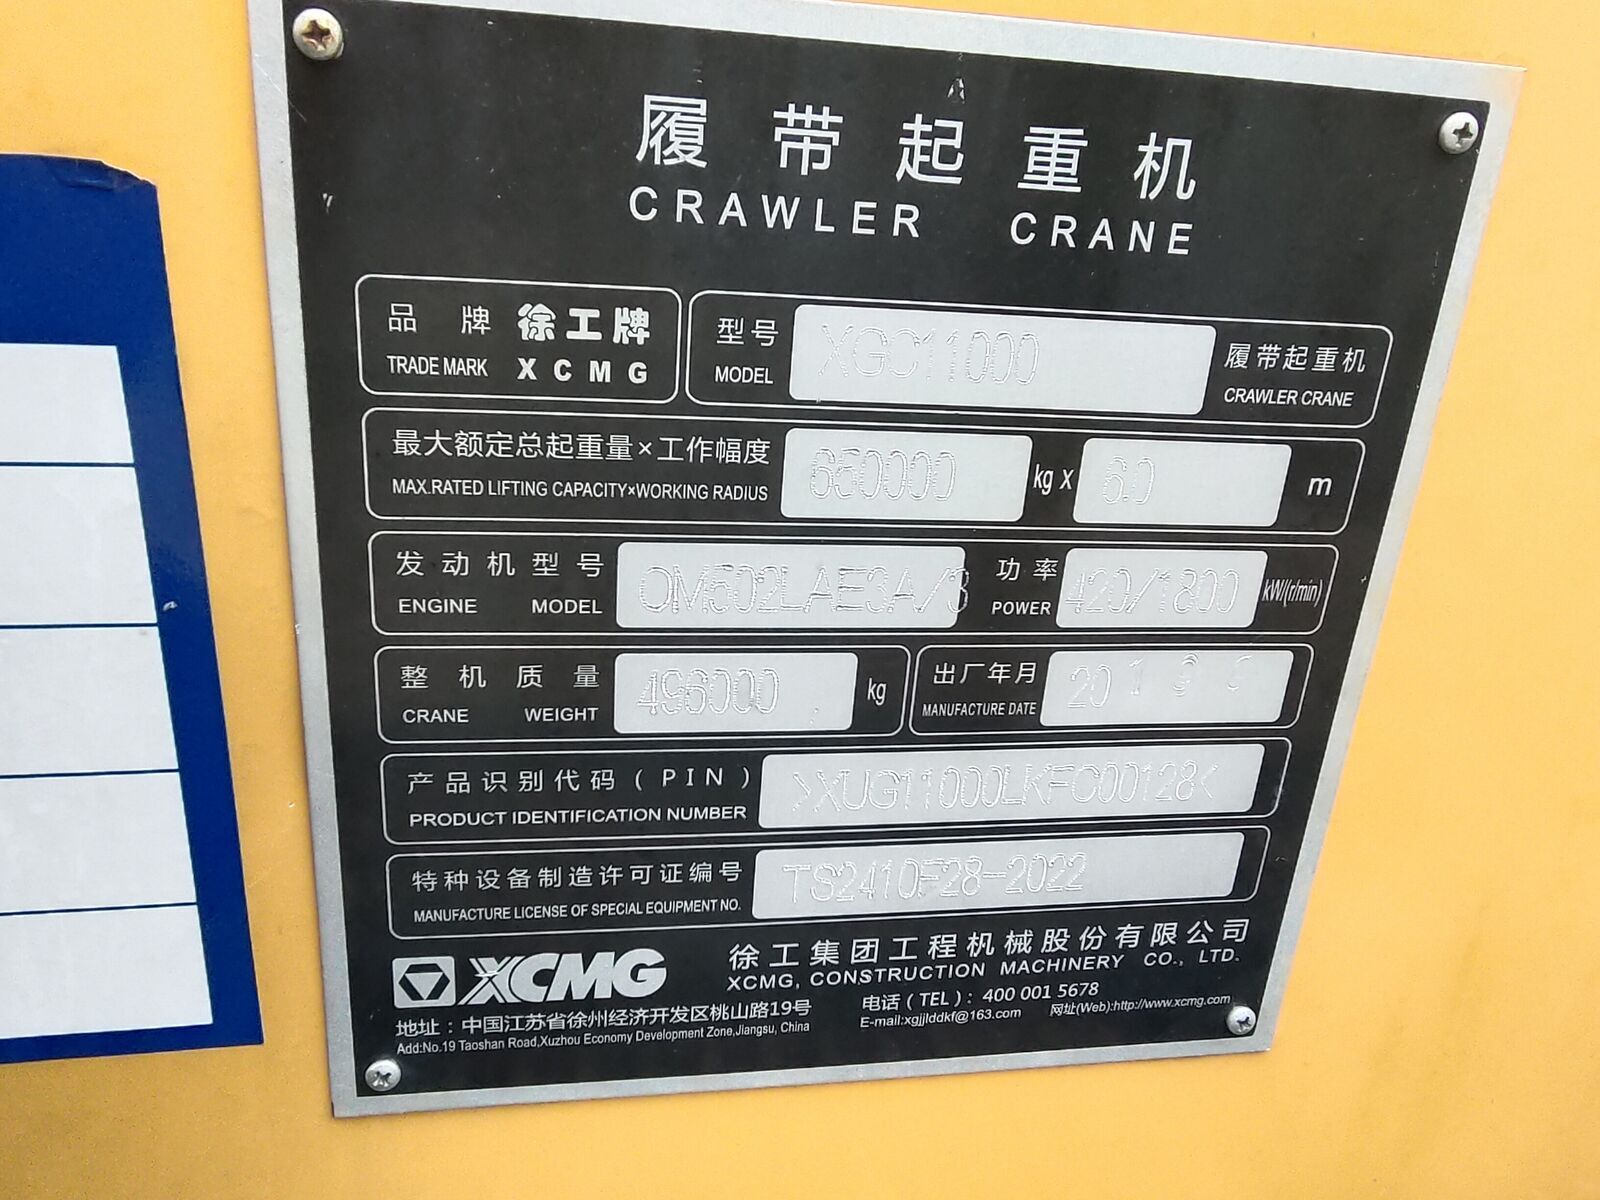 履带起重机
CRAWLER CRANE
品牌 徐工牌
TRADE MARK XCMG
型号 XGC11000 履带起重机
MODEL CRAWLER CRANE
最大额定总起重量×工作幅度 650000 kg x 6.0 m
MAX.RATED LIFTING CAPACITY×WORKING RADIUS
发动机型号 OM502LAE3A/3 功率 420/1800 kW/(r/min)
ENGINE MODEL POWER
整机质量 496000 kg 出厂年月
CRANE WEIGHT MANUFACTURE DATE
产品识别代码(PIN) >XUG11000LKFC00128<
PRODUCT IDENTIFICATION NUMBER
特种设备制造许可证编号 TS2410F28-2022
MANUFACTURE LICENSE OF SPECIAL EQUIPMENT NO.
XCMG 徐工集团工程机械股份有限公司
XCMG, CONSTRUCTION MACHINERY CO., LTD.
地址:中国江苏省徐州经济开发区桃山路19号 电话(TEL): 400 001 5678 网址(Web):http://www.xcmg.com
Add:No.19 Taoshan Road,Xuzhou Economy Development Zone,Jiangsu, China E-mail:xgjjlddkf@163.com